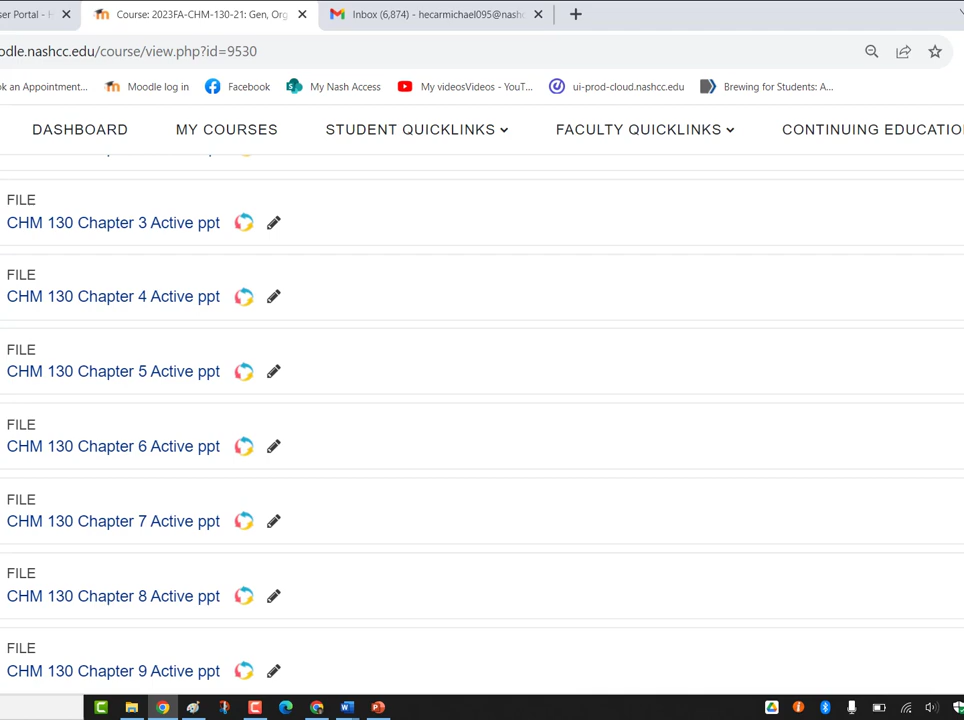 ser Portal - H
Course: 2023FA-CHM-130-21: Gen, Org
Inbox (6,874) - hecarmichael095@nashc
odle.nashcc.edu/course/view.php?id=9530
ok an Appointment...
Moodle log in
Facebook
My Nash Access
My videosVideos - YouT...
ui-prod-cloud.nashcc.edu
Brewing for Students: A...
DASHBOARD
MY COURSES
STUDENT QUICKLINKS
FACULTY QUICKLINKS
CONTINUING EDUCATIO
FILE
CHM 130 Chapter 3 Active ppt
FILE
CHM 130 Chapter 4 Active ppt
FILE
CHM 130 Chapter 5 Active ppt
FILE
CHM 130 Chapter 6 Active ppt
FILE
CHM 130 Chapter 7 Active ppt
FILE
CHM 130 Chapter 8 Active ppt
FILE
CHM 130 Chapter 9 Active ppt